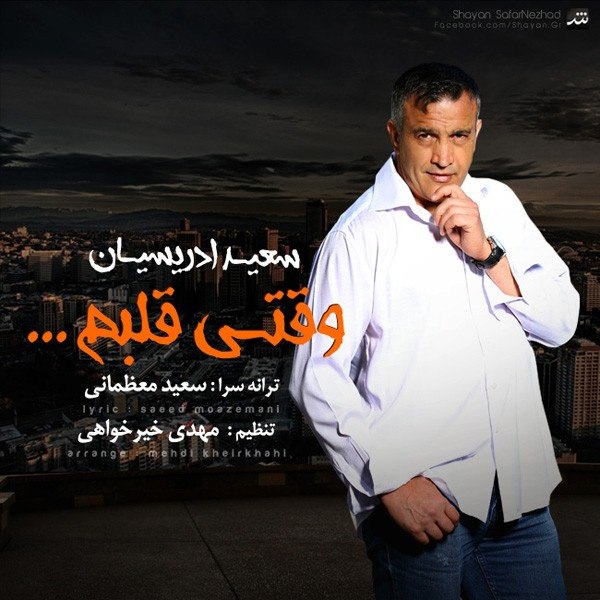 Shayan SafarNezhad
Facebook.com/Shayan.Gl
سعید ادریسیان
وقتی قلبم ...
ترانه سرا : سعید معظمانی
lyric : saeed moazemani
تنظیم : مهدی خیرخواهی
arrange : mehdi kheirkhahi